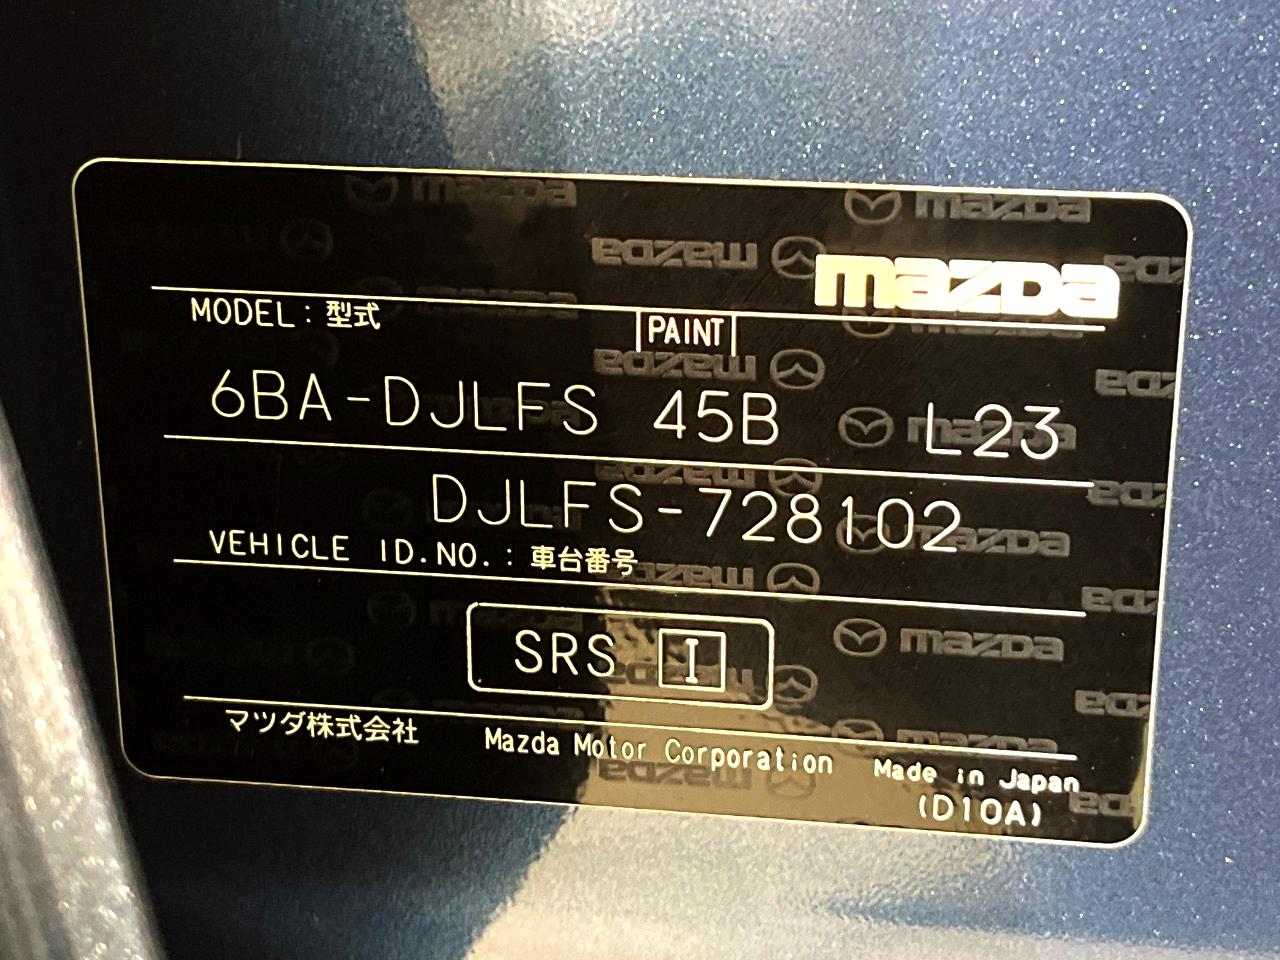 mazda
MODEL : 型式
PAINT
6BA-DJLFS 45B L23
DJLFS-728102
VEHICLE ID.NO. : 車台番号
SRS I
マツダ株式会社 Mazda Motor Corporation Made in Japan
(D10A)